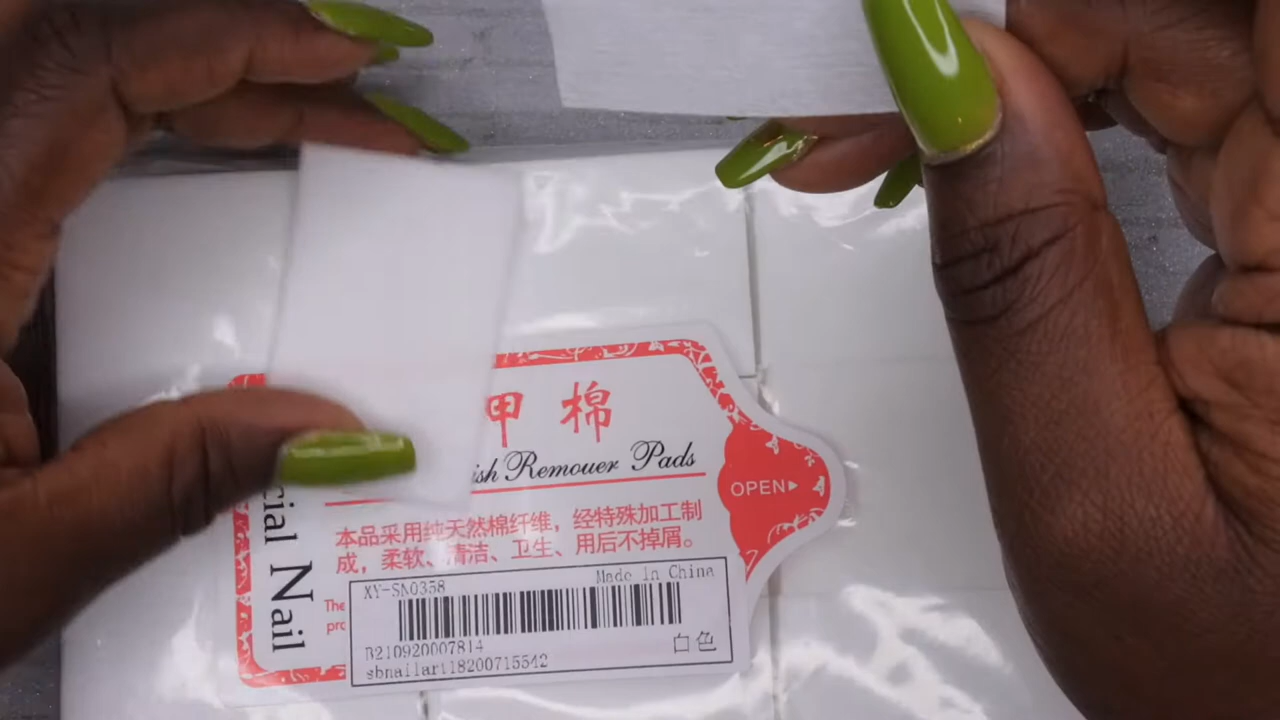 甲棉
ish Remouer Pads
OPEN
本品采用纯天然棉纤维，经特殊加工制
成，柔软、清洁、卫生、用后不掉屑。
cial Nail
The
pro
XY-SA0358
Made in China
B210920007814
白色
sbnailart18200715542